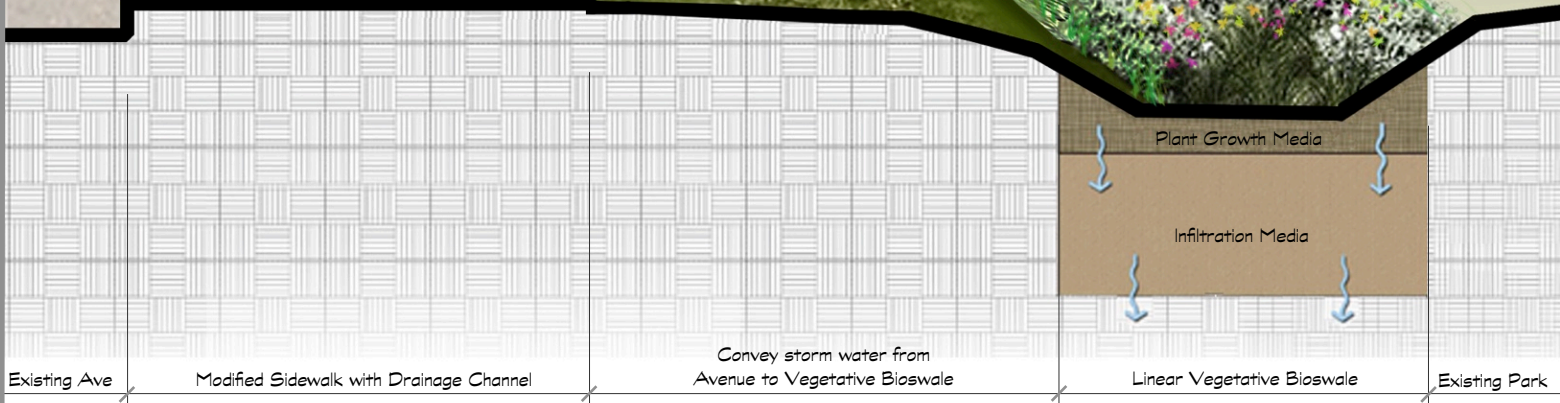 Plant Growth Media
Infiltration Media
Convey storm water from
Avenue to Vegetative Bioswale
Existing Ave
Modified Sidewalk with Drainage Channel
Linear Vegetative Bioswale
Existing Park